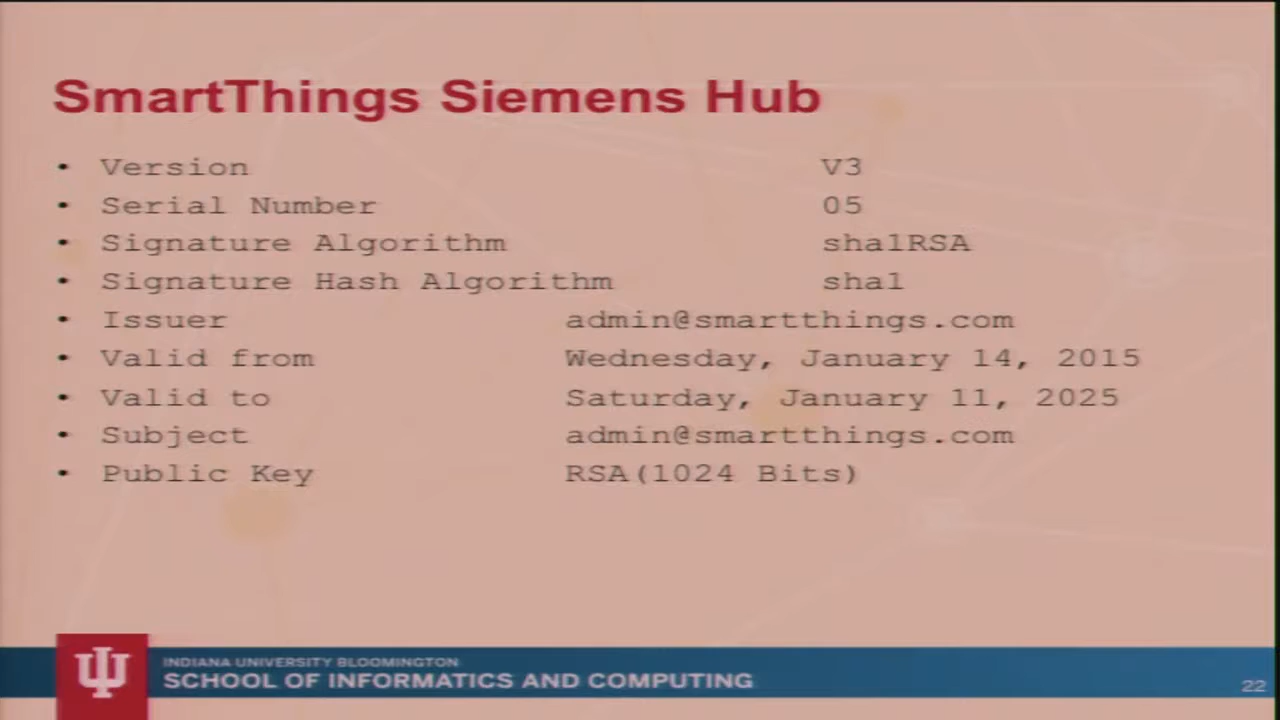 SmartThings Siemens Hub
• Version V3
• Serial Number 05
• Signature Algorithm sha1RSA
• Signature Hash Algorithm sha1
• Issuer admin@smartthings.com
• Valid from Wednesday, January 14, 2015
• Valid to Saturday, January 11, 2025
• Subject admin@smartthings.com
• Public Key RSA(1024 Bits)
INDIANA UNIVERSITY BLOOMINGTON
SCHOOL OF INFORMATICS AND COMPUTING
22